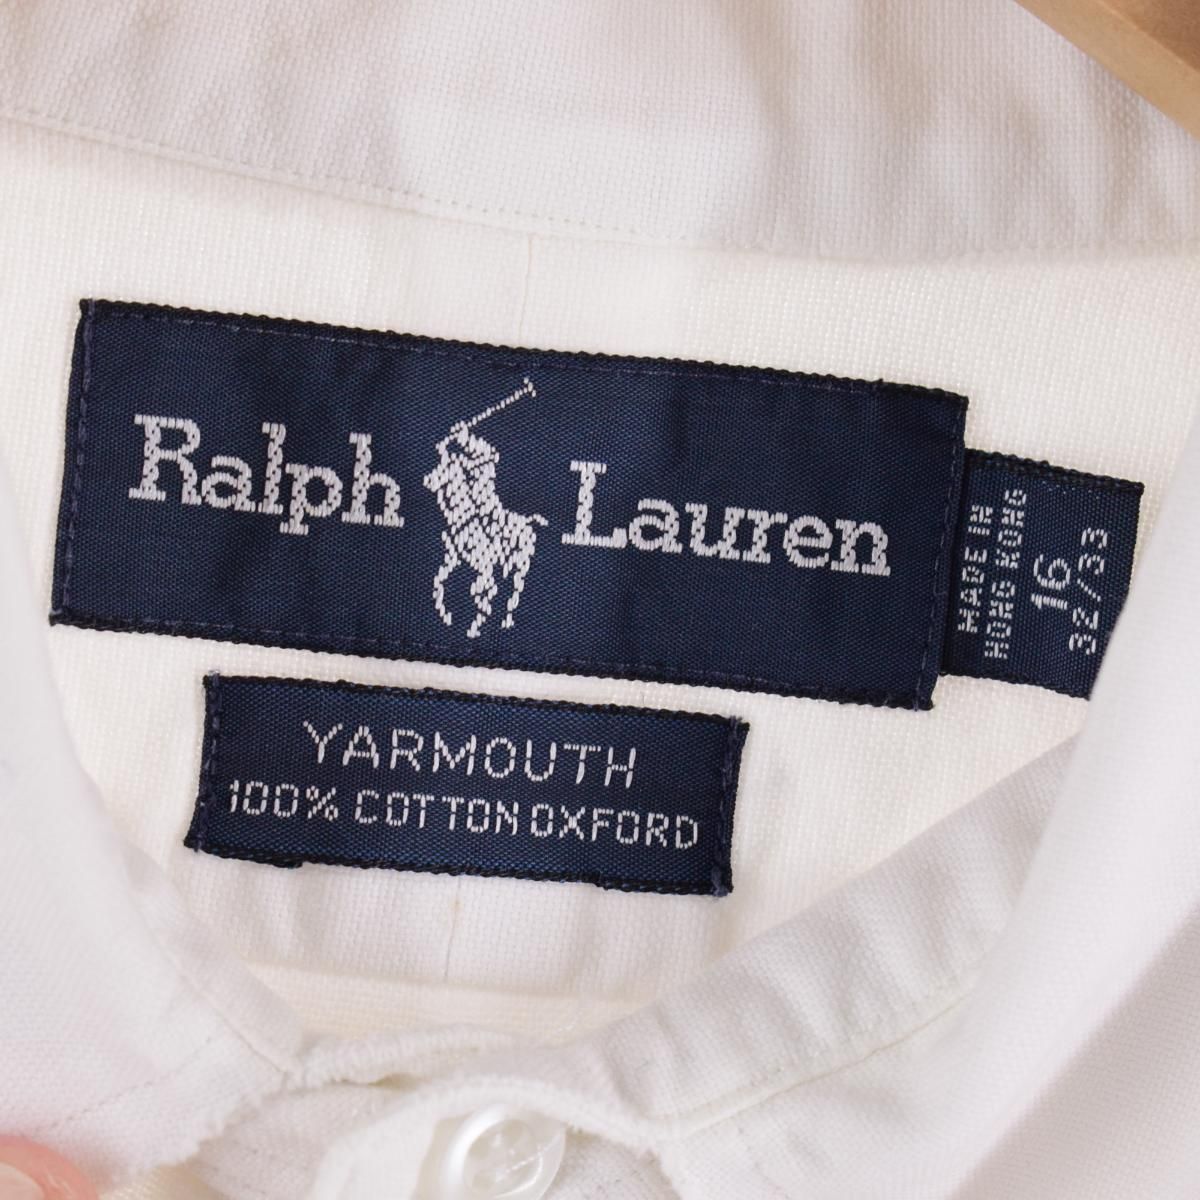 Ralph Lauren
MADE IN
HONG KONG
16
32/33
YARMOUTH
100% COTTON OXFORD